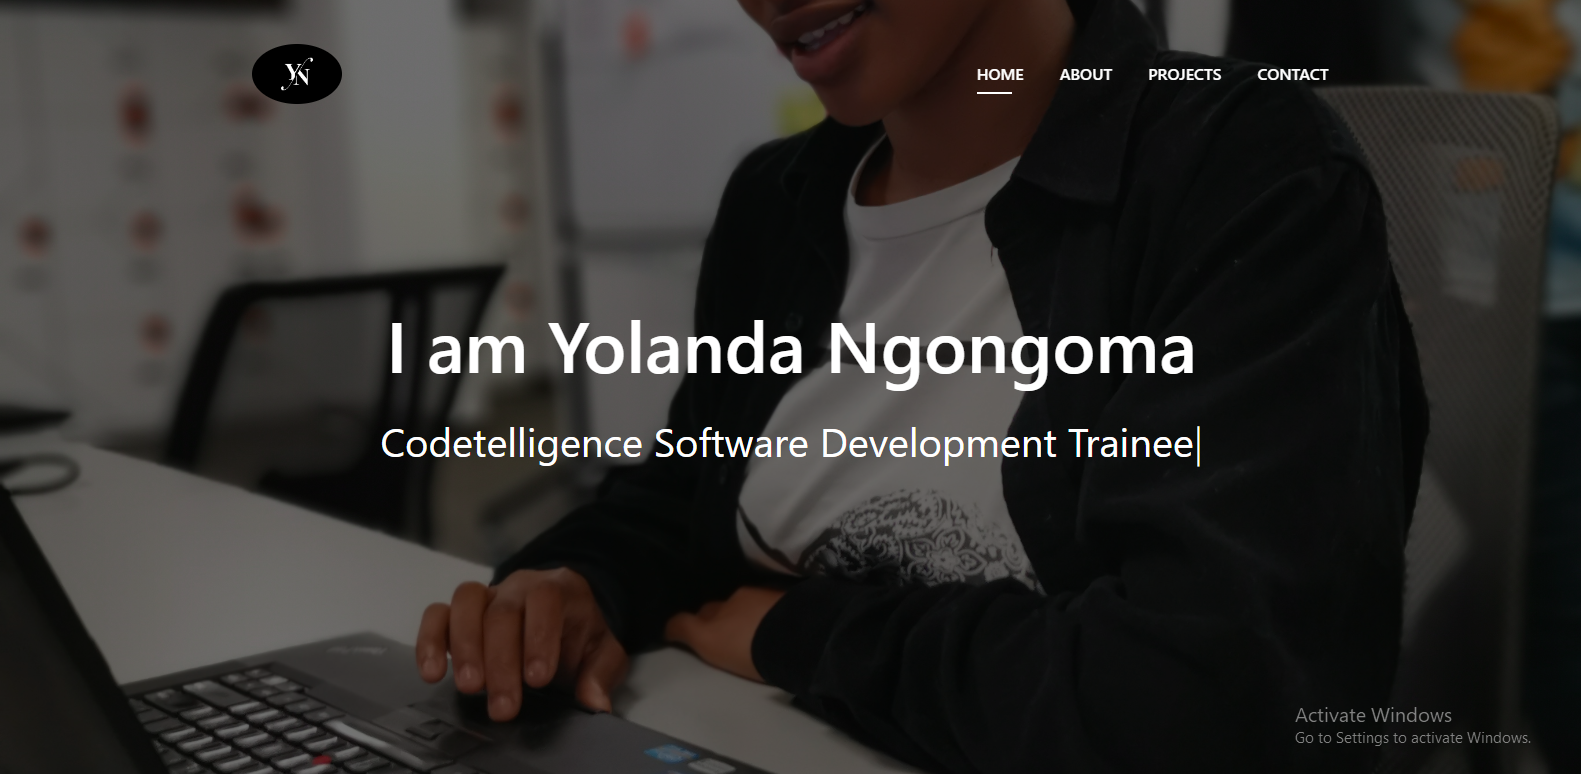 YN
HOME ABOUT PROJECTS CONTACT
I am Yolanda Ngongoma
Codetelligence Software Development Trainee
Activate Windows
Go to Settings to activate Windows.